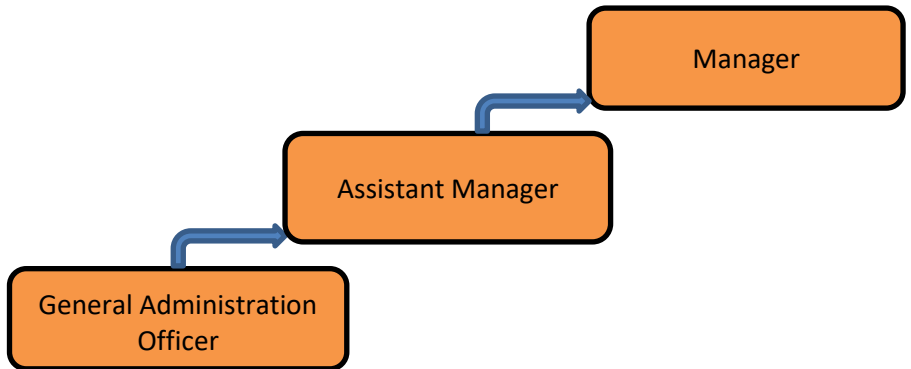 Manager
Assistant Manager
General Administration
Officer